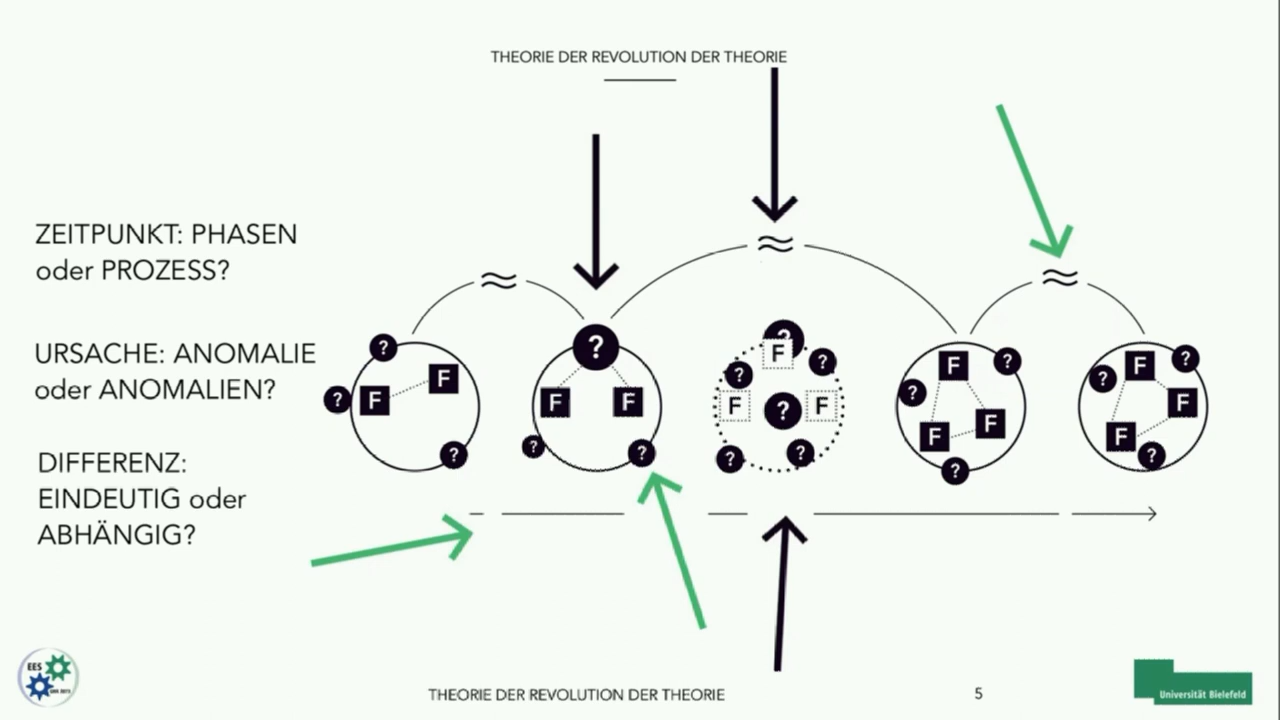 THEORIE DER REVOLUTION DER THEORIE
ZEITPUNKT: PHASEN
oder PROZESS?
URSACHE: ANOMALIE
oder ANOMALIEN?
DIFFERENZ:
EINDEUTIG oder
ABHÄNGIG?
≈ ≈ ≈
? ? F F ?
? F F ? ?
? F ? ? F ? F ? ?
F ? ? F F ?
F ? ? F F ?
EES
THEORIE DER REVOLUTION DER THEORIE
5
Universität Bielefeld